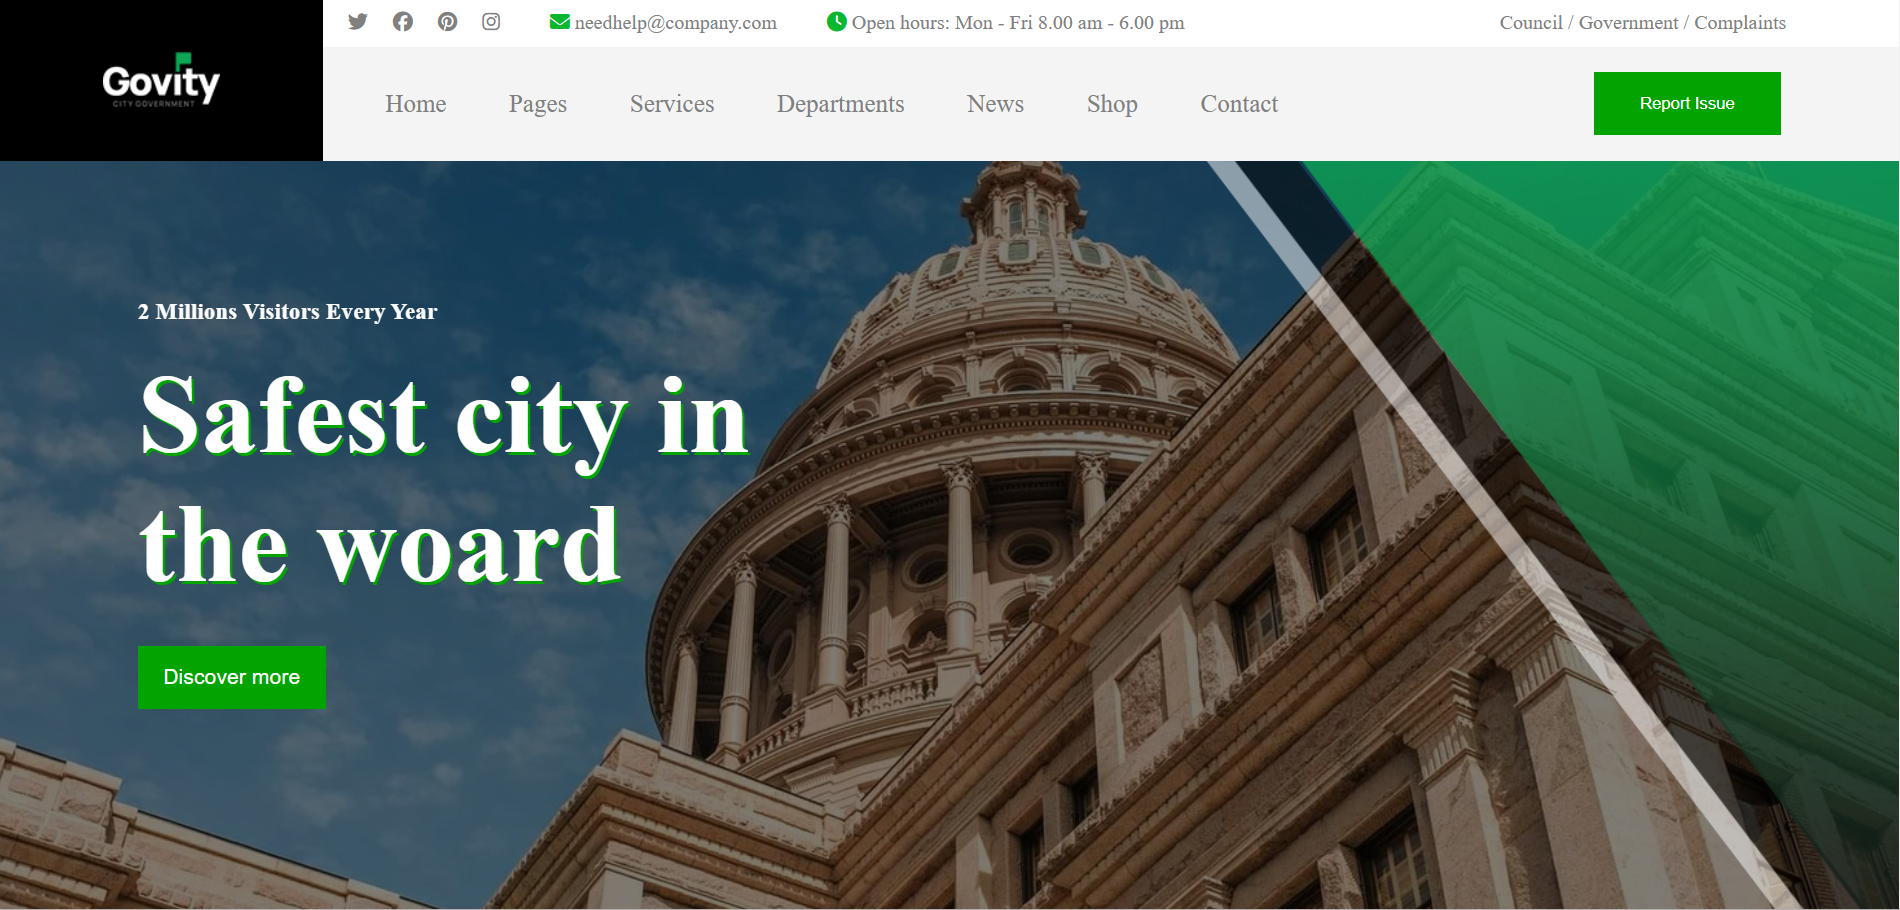 Govity
CITY GOVERNMENT
needhelp@company.com
Open hours: Mon - Fri 8.00 am - 6.00 pm
Council / Government / Complaints
Home
Pages
Services
Departments
News
Shop
Contact
Report Issue
2 Millions Visitors Every Year
Safest city in
the woard
Discover more